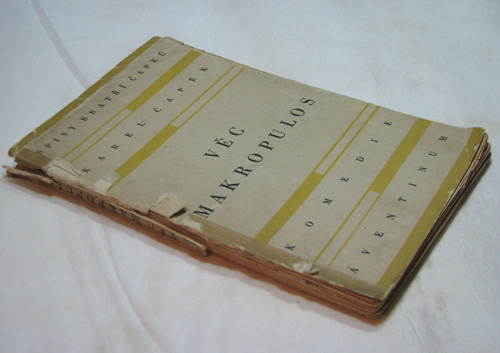 SPISY BRATŘÍ ČAPKŮ
KAREL ČAPEK
VĚC
MAKROPULOS
KOMEDIE
AVENTINUM